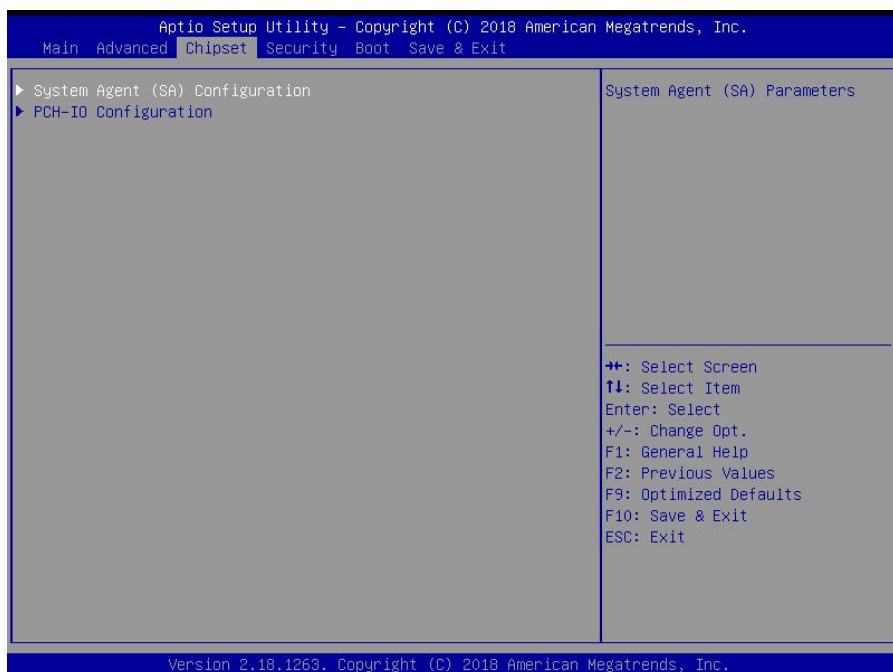 Aptio Setup Utility – Copyright (C) 2018 American Megatrends, Inc.
Main Advanced Chipset Security Boot Save & Exit
▶ System Agent (SA) Configuration
▶ PCH-IO Configuration
System Agent (SA) Parameters
→←: Select Screen
↑↓: Select Item
Enter: Select
+/-: Change Opt.
F1: General Help
F2: Previous Values
F9: Optimized Defaults
F10: Save & Exit
ESC: Exit
Version 2.18.1263. Copyright (C) 2018 American Megatrends, Inc.